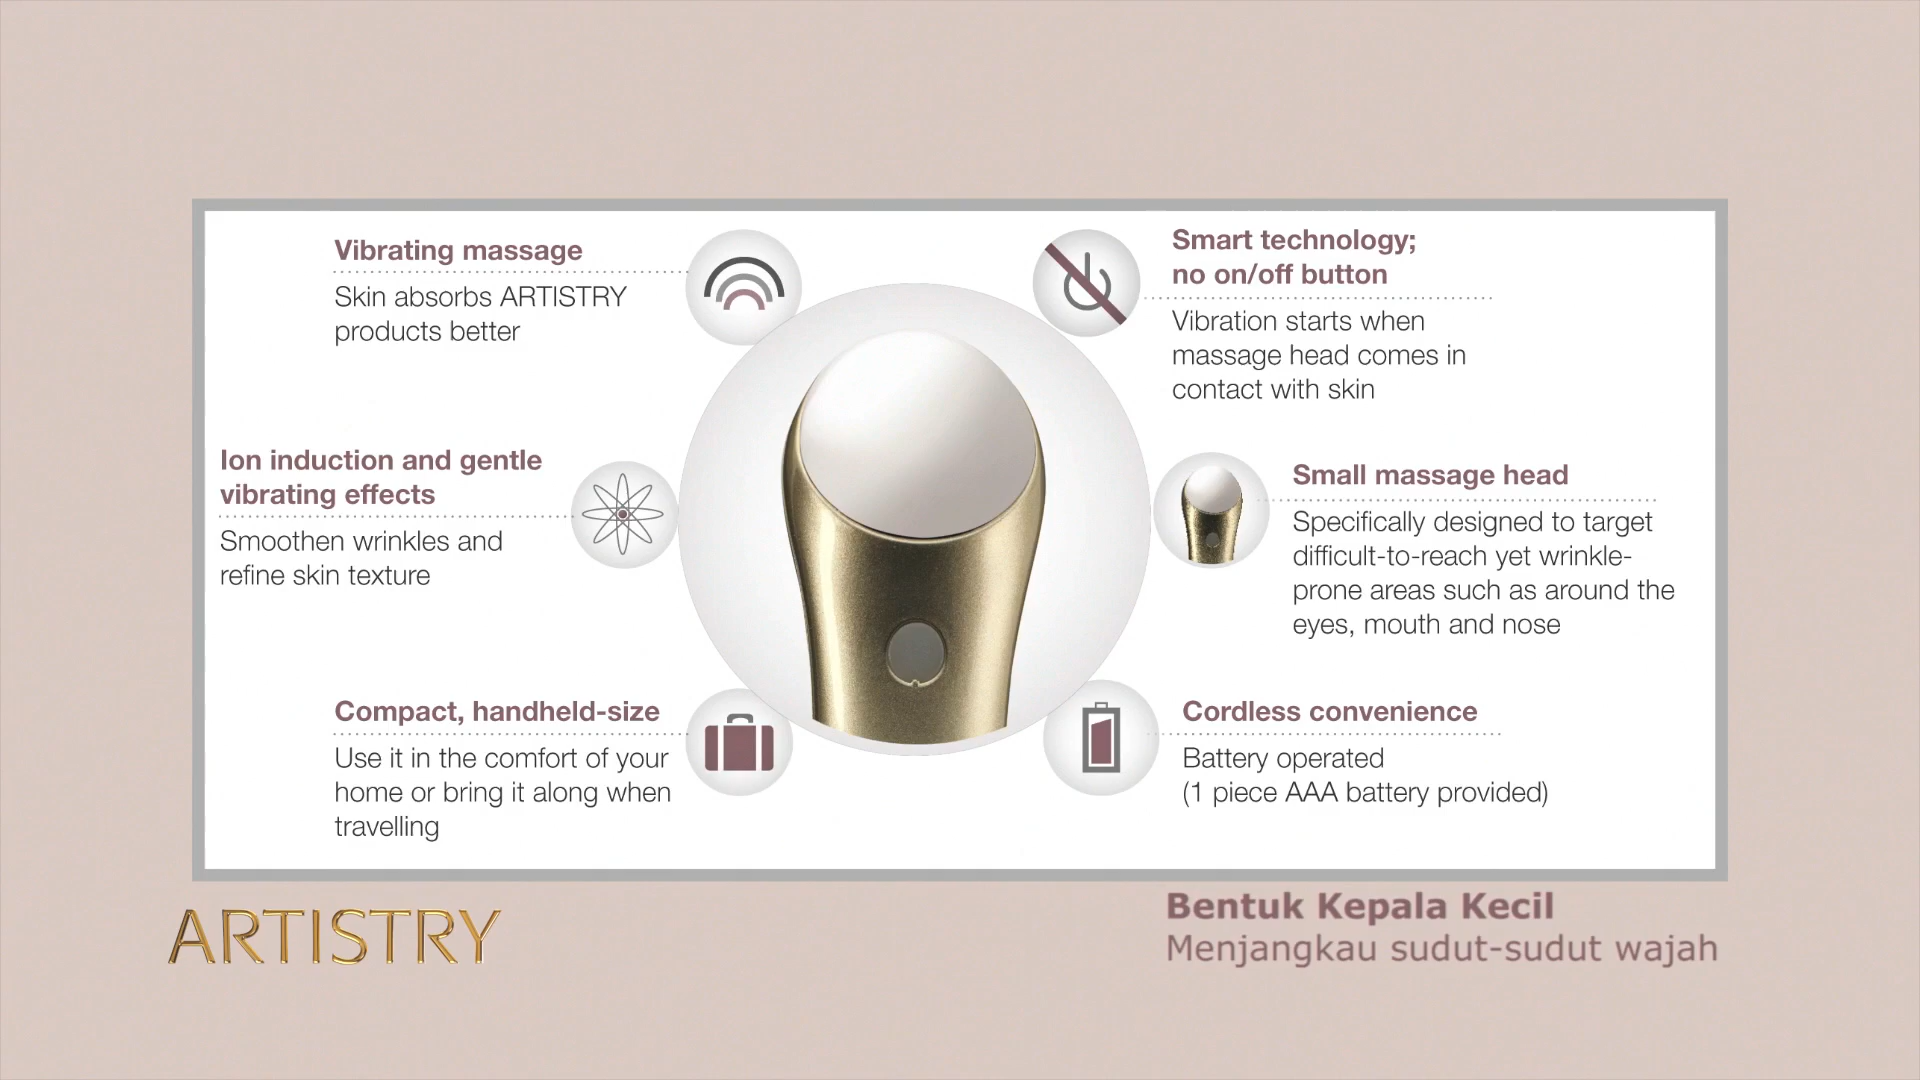 Vibrating massage
Skin absorbs ARTISTRY
products better
Smart technology;
no on/off button
Vibration starts when
massage head comes in
contact with skin
Ion induction and gentle
vibrating effects
Smoothen wrinkles and
refine skin texture
Small massage head
Specifically designed to target
difficult-to-reach yet wrinkle-
prone areas such as around the
eyes, mouth and nose
Compact, handheld-size
Use it in the comfort of your
home or bring it along when
travelling
Cordless convenience
Battery operated
(1 piece AAA battery provided)
ARTISTRY
Bentuk Kepala Kecil
Menjangkau sudut-sudut wajah